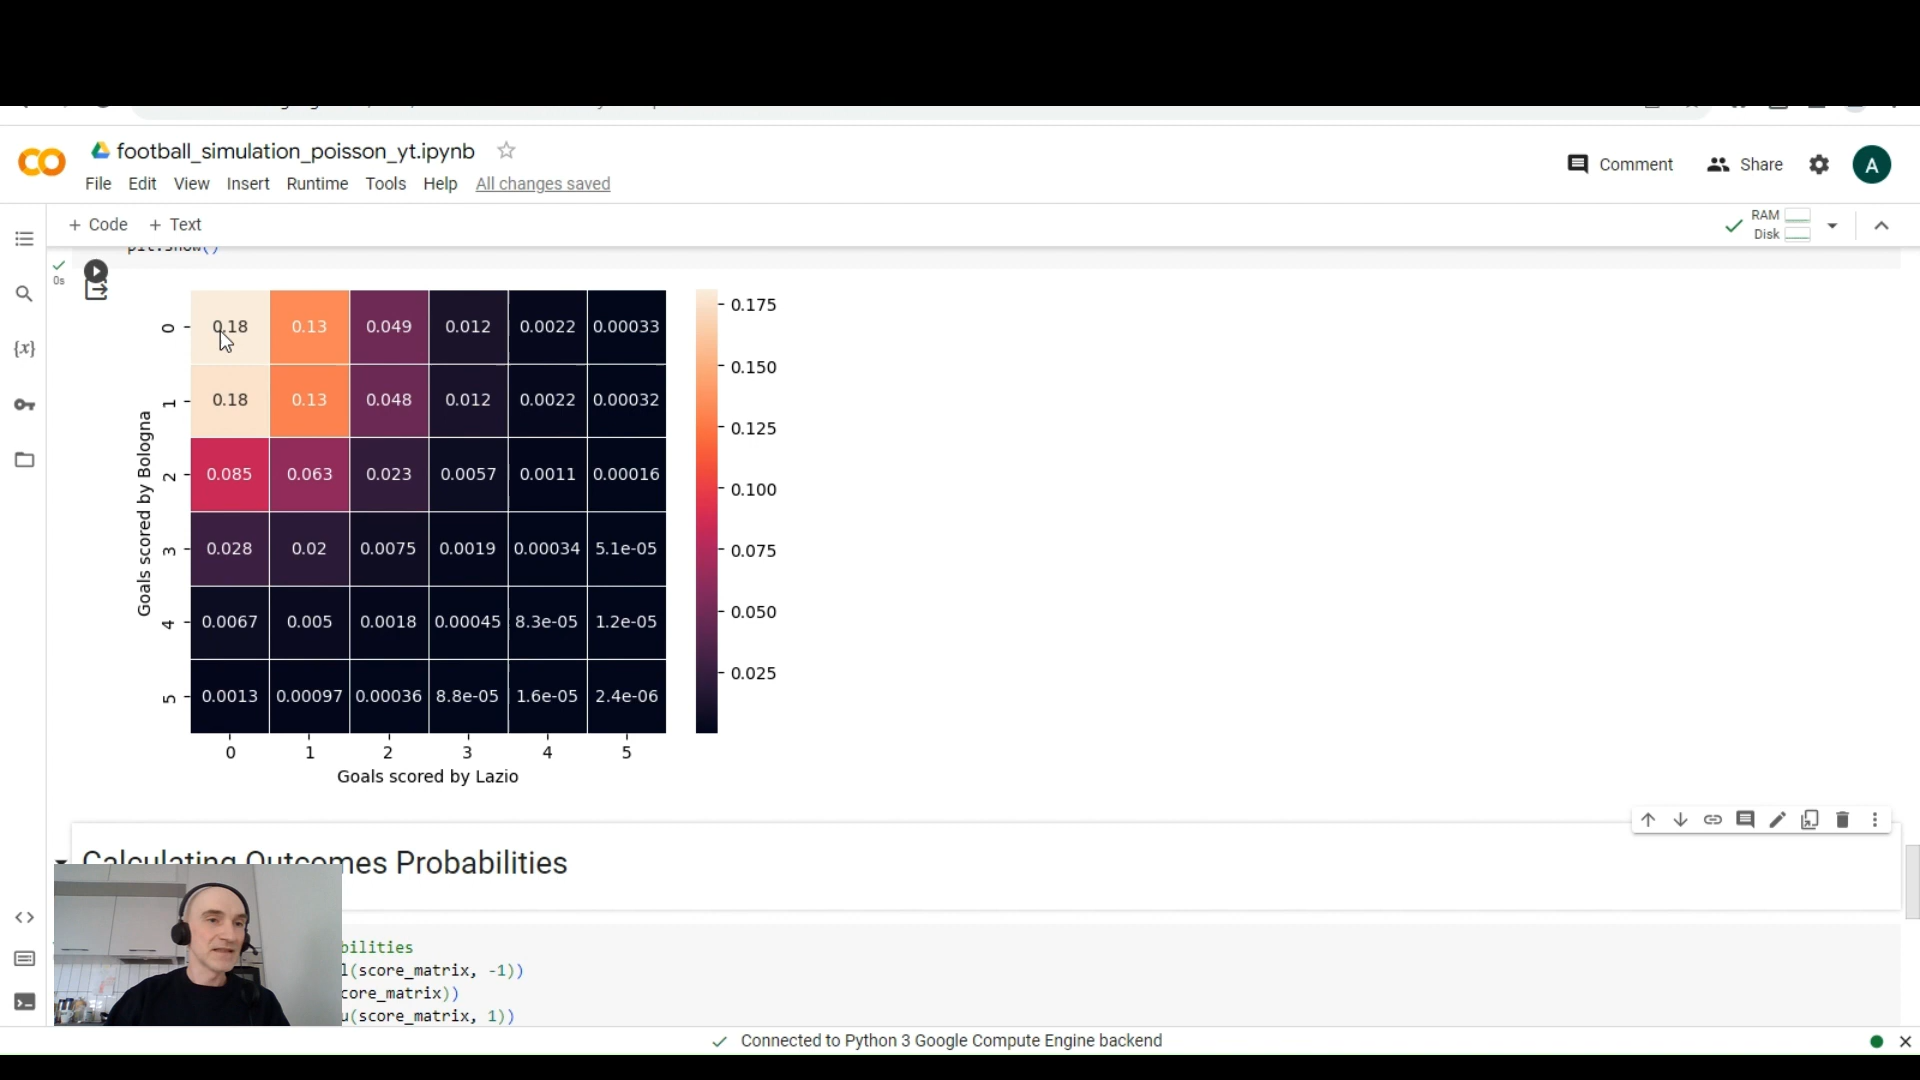 football_simulation_poisson_yt.ipynb
File Edit View Insert Runtime Tools Help All changes saved
Comment Share A
+ Code + Text
RAM
Disk
plt.show()
0s
{x}
0 0.18 0.13 0.049 0.012 0.0022 0.00033
1 0.18 0.13 0.048 0.012 0.0022 0.00032
2 0.085 0.063 0.023 0.0057 0.0011 0.00016
3 0.028 0.02 0.0075 0.0019 0.00034 5.1e-05
4 0.0067 0.005 0.0018 0.00045 8.3e-05 1.2e-05
5 0.0013 0.00097 0.00036 8.8e-05 1.6e-05 2.4e-06
0 1 2 3 4 5
Goals scored by Lazio
Goals scored by Bologna
0.175
0.150
0.125
0.100
0.075
0.050
0.025
Calculating Outcomes Probabilities
bilities
l(score_matrix, -1))
core_matrix))
u(score_matrix, 1))
Connected to Python 3 Google Compute Engine backend